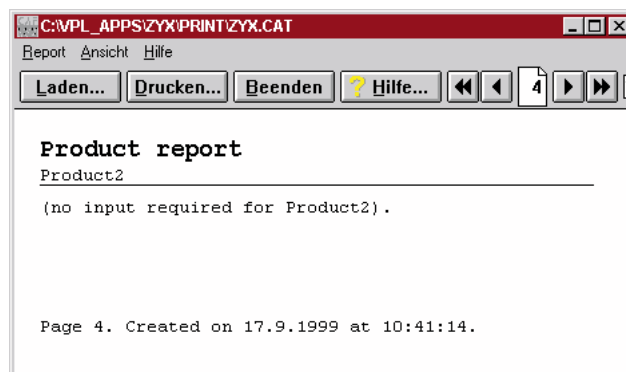 C:\VPL_APPS\ZYX\PRINT\ZYX.CAT
Report Ansicht Hilfe
Laden... Drucken... Beenden ? Hilfe... 4
Product report
Product2
(no input required for Product2).
Page 4. Created on 17.9.1999 at 10:41:14.